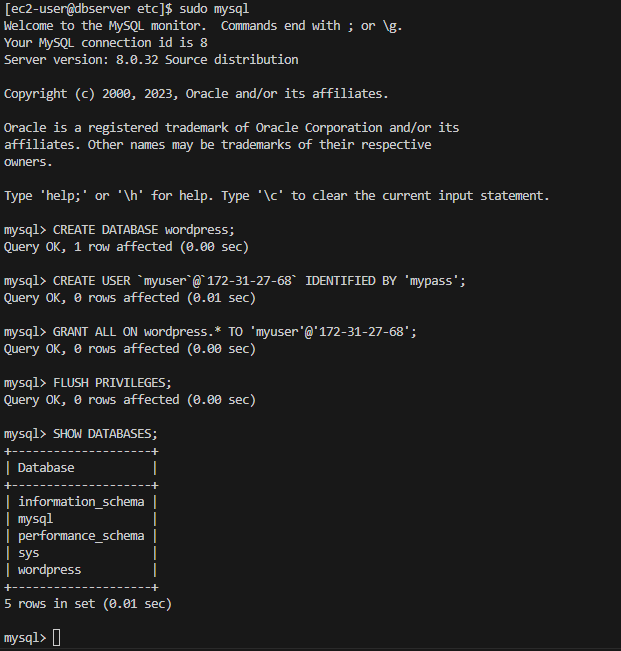 [ec2-user@dbserver etc]$ sudo mysql
Welcome to the MySQL monitor.  Commands end with ; or \g.
Your MySQL connection id is 8
Server version: 8.0.32 Source distribution

Copyright (c) 2000, 2023, Oracle and/or its affiliates.

Oracle is a registered trademark of Oracle Corporation and/or its
affiliates. Other names may be trademarks of their respective
owners.

Type 'help;' or '\h' for help. Type '\c' to clear the current input statement.

mysql> CREATE DATABASE wordpress;
Query OK, 1 row affected (0.00 sec)

mysql> CREATE USER `myuser`@`172-31-27-68` IDENTIFIED BY 'mypass';
Query OK, 0 rows affected (0.01 sec)

mysql> GRANT ALL ON wordpress.* TO 'myuser'@'172-31-27-68';
Query OK, 0 rows affected (0.00 sec)

mysql> FLUSH PRIVILEGES;
Query OK, 0 rows affected (0.00 sec)

mysql> SHOW DATABASES;
+--------------------+
| Database           |
+--------------------+
| information_schema |
| mysql              |
| performance_schema |
| sys                |
| wordpress          |
+--------------------+
5 rows in set (0.01 sec)

mysql>